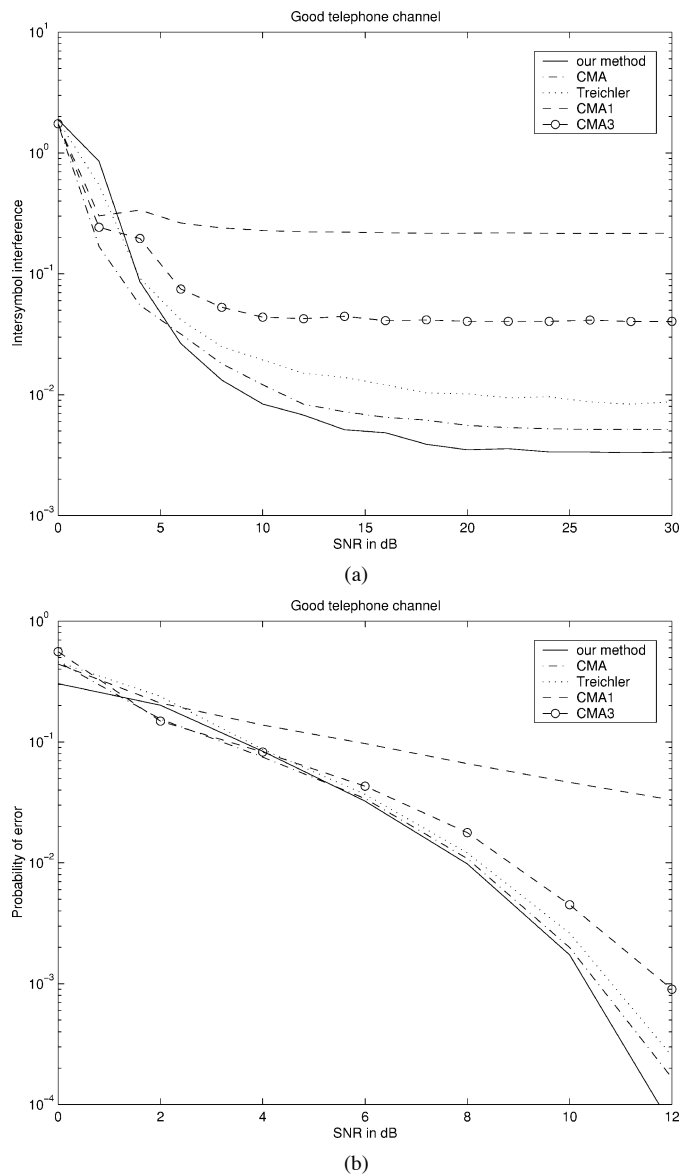 Good telephone channel
10^1
10^0
10^-1
10^-2
10^-3
Intersymbol interference
our method
CMA
Treichler
CMA1
CMA3
0 5 10 15 20 25 30
SNR in dB
(a)
Good telephone channel
10^0
10^-1
10^-2
10^-3
10^-4
Probability of error
our method
CMA
Treichler
CMA1
CMA3
0 2 4 6 8 10 12
SNR in dB
(b)